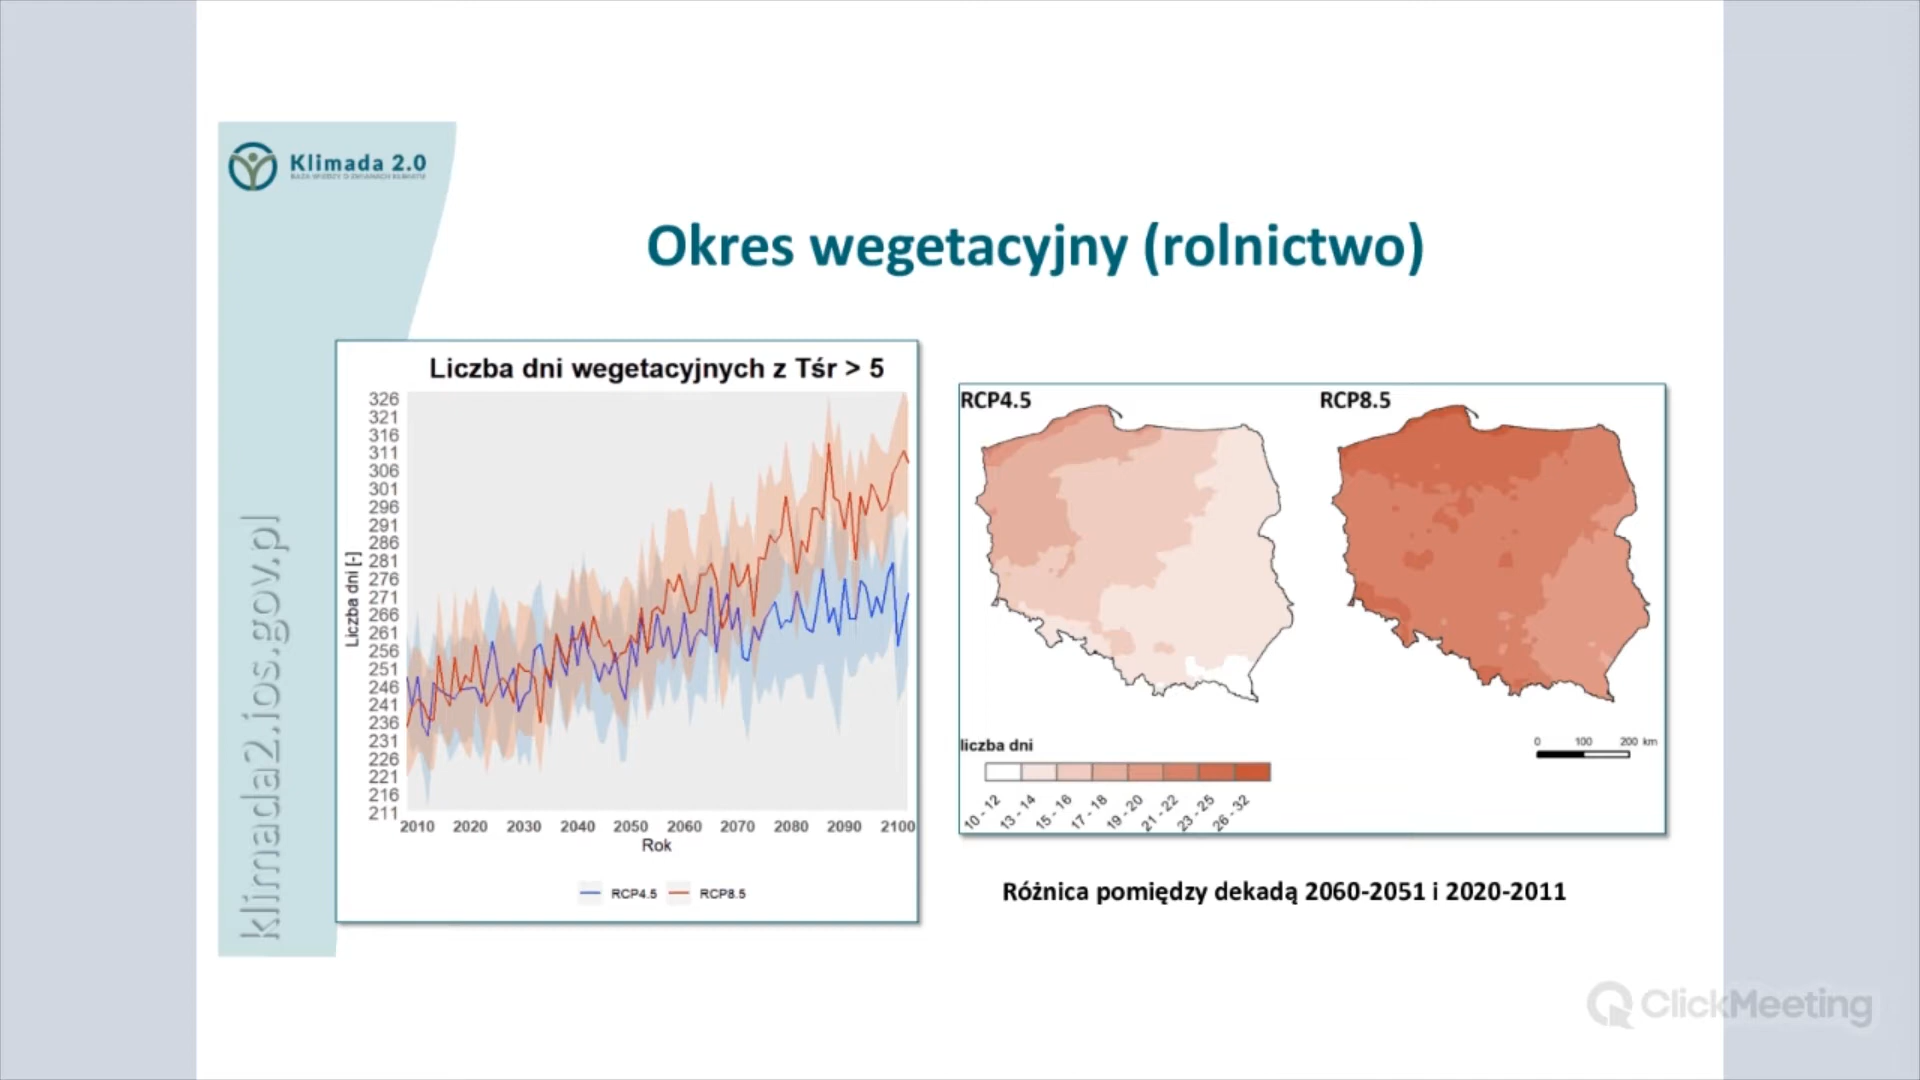 Klimada 2.0
BAZA WIEDZY O ZMIANACH KLIMATU
Okres wegetacyjny (rolnictwo)
klimada2.ios.gov.pl
Liczba dni wegetacyjnych z Tśr > 5
Liczba dni [-]
326
321
316
311
306
301
296
291
286
281
276
271
266
261
256
251
246
241
236
231
226
221
216
211
2010 2020 2030 2040 2050 2060 2070 2080 2090 2100
Rok
RCP4.5 RCP8.5
RCP4.5 RCP8.5
liczba dni
10 - 12 13 - 14 15 - 16 17 - 18 19 - 20 21 - 22 23 - 25 26 - 32
0 100 200 km
Różnica pomiędzy dekadą 2060-2051 i 2020-2011
ClickMeeting